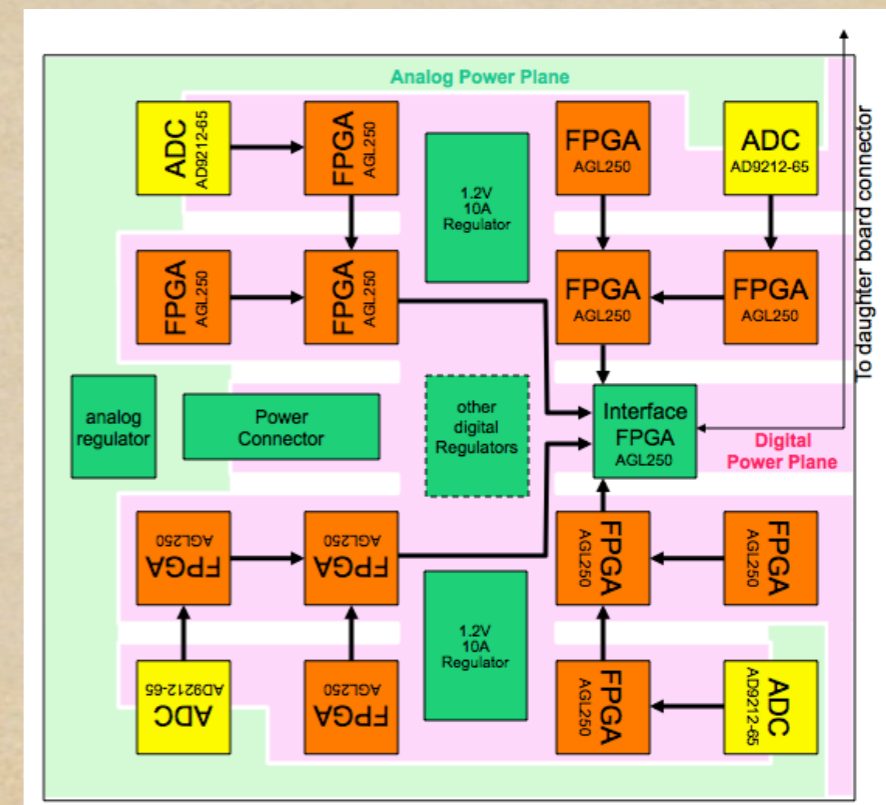 Analog Power Plane
ADC
AD9212-65
FPGA
AGL250
1.2V
10A
Regulator
FPGA
AGL250
ADC
AD9212-65
FPGA
AGL250
FPGA
AGL250
FPGA
AGL250
FPGA
AGL250
To daughter board connector
analog
regulator
Power
Connector
other
digital
Regulators
Interface
FPGA
AGL250
Digital
Power Plane
FPGA
AGL250
FPGA
AGL250
FPGA
AGL250
FPGA
AGL250
1.2V
10A
Regulator
ADC
AD9212-65
FPGA
AGL250
FPGA
AGL250
ADC
AD9212-65